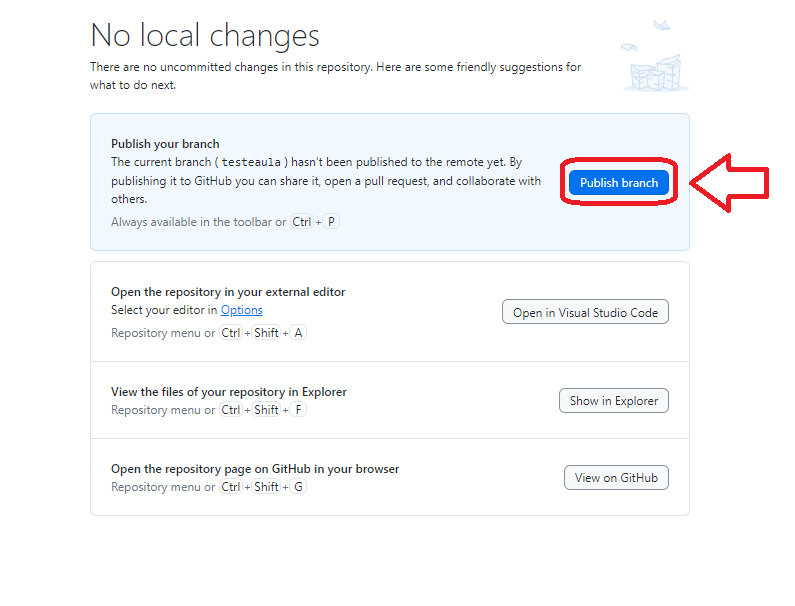 No local changes
There are no uncommitted changes in this repository. Here are some friendly suggestions for
what to do next.
Publish your branch
The current branch ( testeaula ) hasn't been published to the remote yet. By
publishing it to GitHub you can share it, open a pull request, and collaborate with
others.
Always available in the toolbar or Ctrl + P
Publish branch
Open the repository in your external editor
Select your editor in Options
Repository menu or Ctrl + Shift + A
Open in Visual Studio Code
View the files of your repository in Explorer
Repository menu or Ctrl + Shift + F
Show in Explorer
Open the repository page on GitHub in your browser
Repository menu or Ctrl + Shift + G
View on GitHub